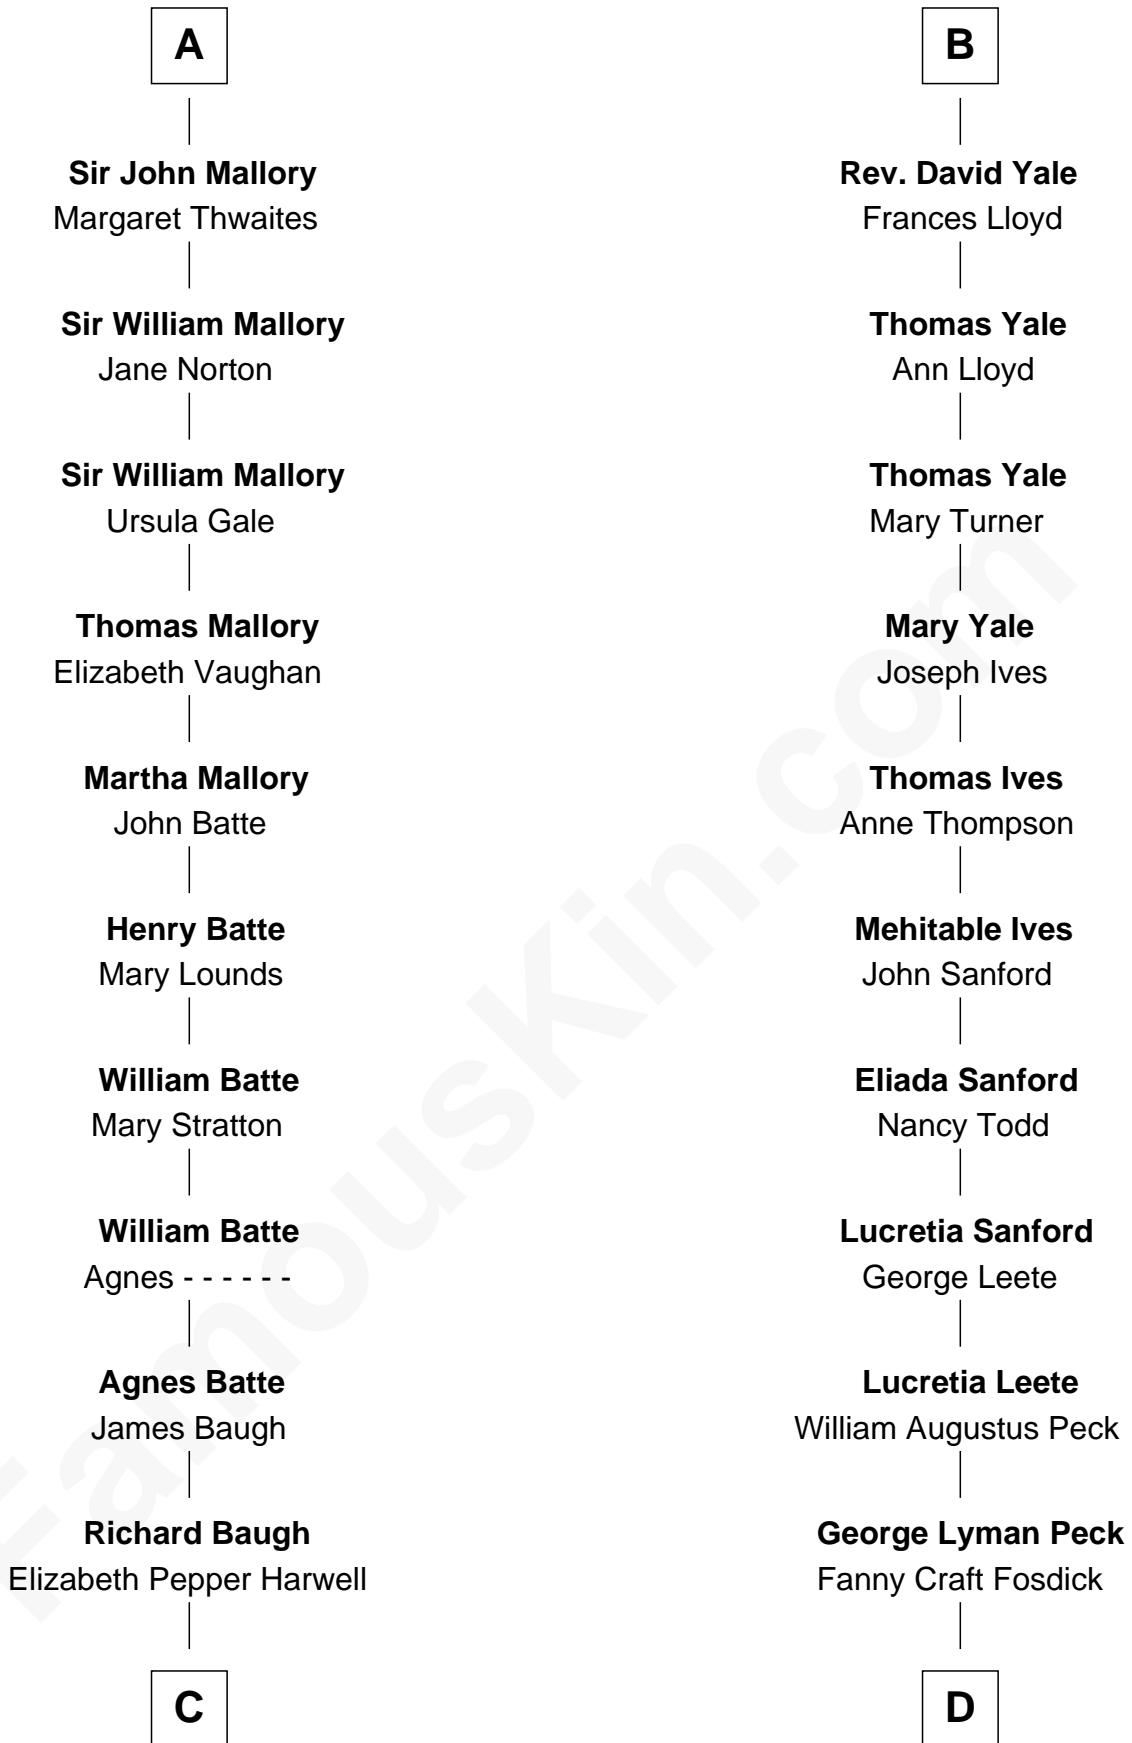 A
Sir John Mallory
Margaret Thwaites
Sir William Mallory
Jane Norton
Sir William Mallory
Ursula Gale
Thomas Mallory
Elizabeth Vaughan
Martha Mallory
John Batte
Henry Batte
Mary Lounds
William Batte
Mary Stratton
William Batte
Agnes - - - - - -
Agnes Batte
James Baugh
Richard Baugh
Elizabeth Pepper Harwell
C
B
Rev. David Yale
Frances Lloyd
Thomas Yale
Ann Lloyd
Thomas Yale
Mary Turner
Mary Yale
Joseph Ives
Thomas Ives
Anne Thompson
Mehitable Ives
John Sanford
Eliada Sanford
Nancy Todd
Lucretia Sanford
George Leete
Lucretia Leete
William Augustus Peck
George Lyman Peck
Fanny Craft Fosdick
D
FamousKin.com